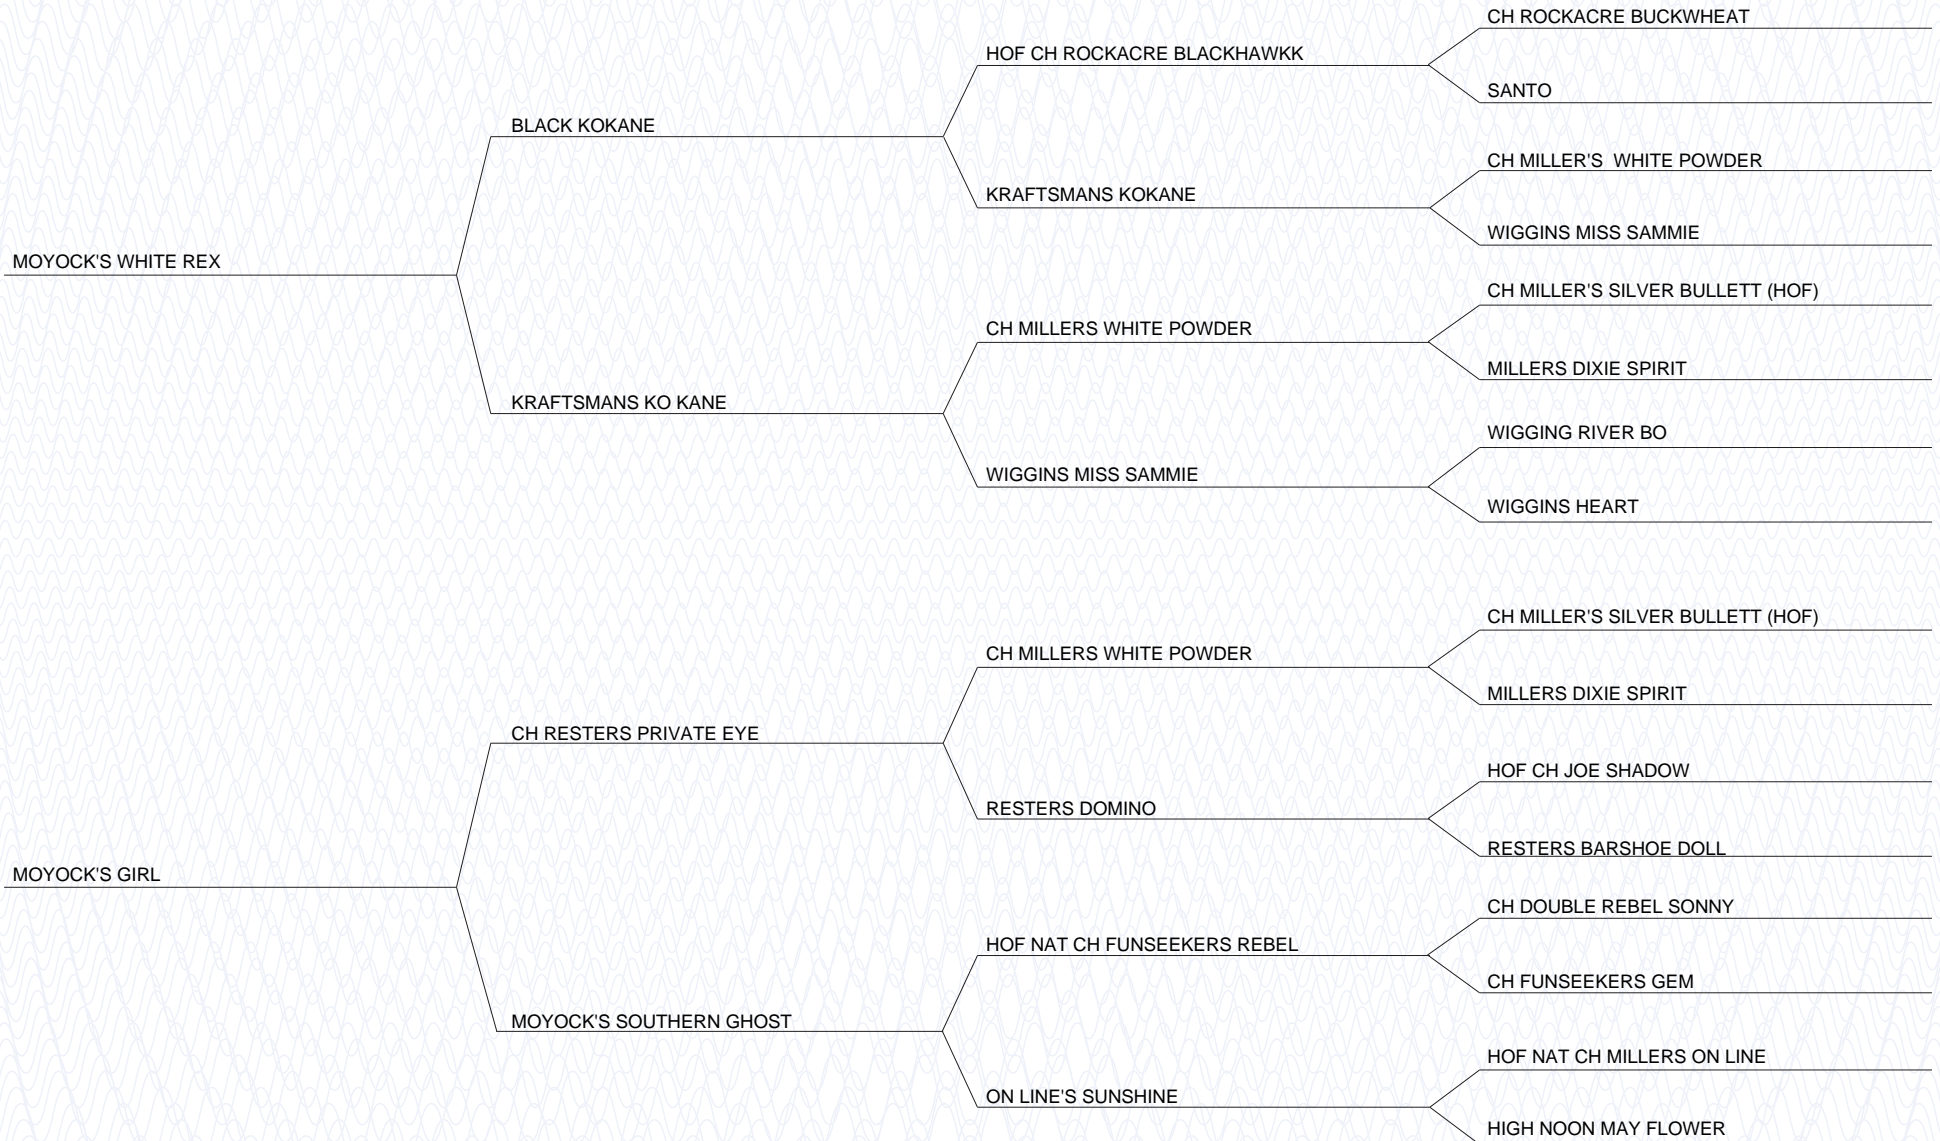 CH ROCKACRE BUCKWHEAT
HOF CH ROCKACRE BLACKHAWKK
SANTO
BLACK KOKANE
CH MILLER'S  WHITE POWDER
KRAFTSMANS KOKANE
WIGGINS MISS SAMMIE
MOYOCK'S WHITE REX
CH MILLER'S SILVER BULLETT (HOF)
CH MILLERS WHITE POWDER
MILLERS DIXIE SPIRIT
KRAFTSMANS KO KANE
WIGGING RIVER BO
WIGGINS MISS SAMMIE
WIGGINS HEART
CH MILLER'S SILVER BULLETT (HOF)
CH MILLERS WHITE POWDER
MILLERS DIXIE SPIRIT
CH RESTERS PRIVATE EYE
HOF CH JOE SHADOW
RESTERS DOMINO
RESTERS BARSHOE DOLL
MOYOCK'S GIRL
CH DOUBLE REBEL SONNY
HOF NAT CH FUNSEEKERS REBEL
CH FUNSEEKERS GEM
MOYOCK'S SOUTHERN GHOST
HOF NAT CH MILLERS ON LINE
ON LINE'S SUNSHINE
HIGH NOON MAY FLOWER